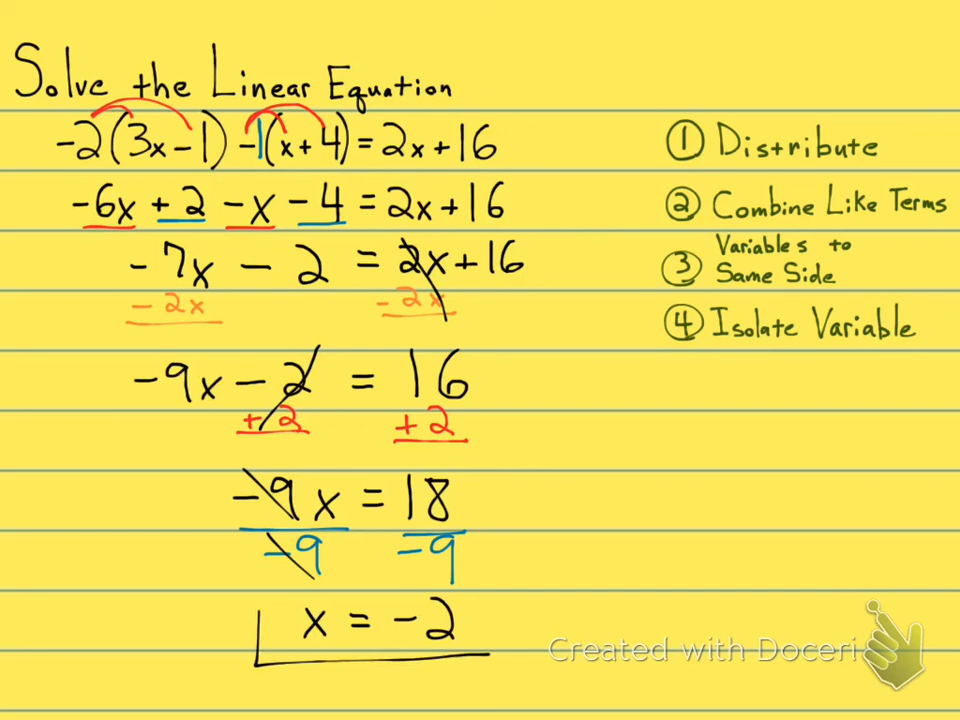 Solve the Linear Equation
-2(3x-1) -1(x+4)=2x+16
-6x +2 -x -4=2x+16
-7x - 2 = 2x+16
-2x -2x
-9x - 2 = 16
+2 +2
-9x = 18
-9 -9
x = -2
① Distribute
② Combine Like Terms
③ Variables to
Same Side
④ Isolate Variable
Created with Doceri